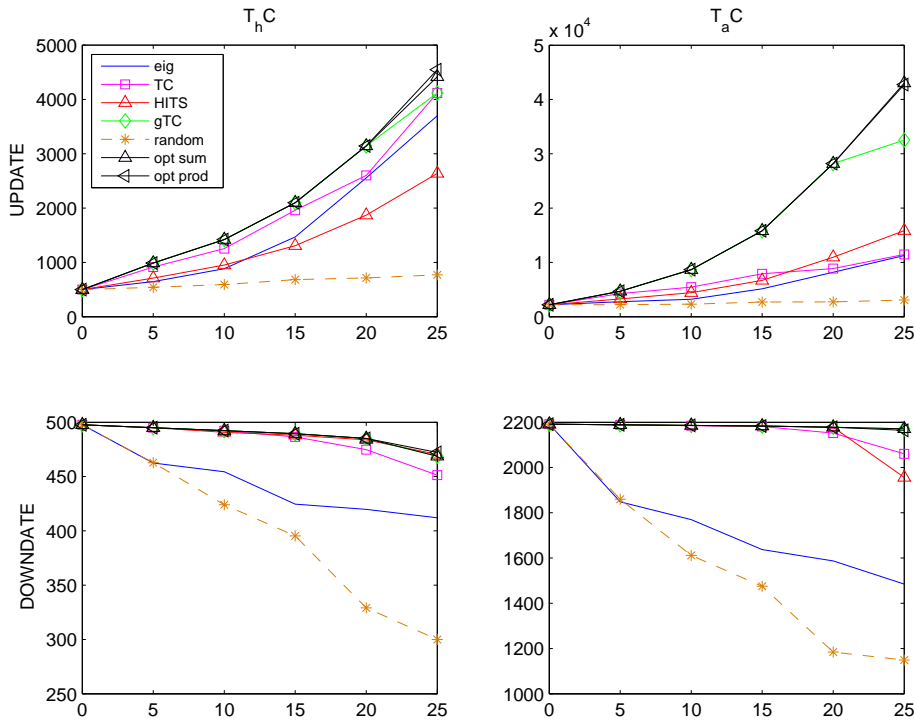 T_hC
UPDATE
5000
4000
3000
2000
1000
0
0 5 10 15 20 25
eig
TC
HITS
gTC
random
opt sum
opt prod
T_aC
x 10^4
5
4
3
2
1
0
0 5 10 15 20 25
DOWNDATE
500
450
400
350
300
250
0 5 10 15 20 25
2200
2000
1800
1600
1400
1200
1000
0 5 10 15 20 25